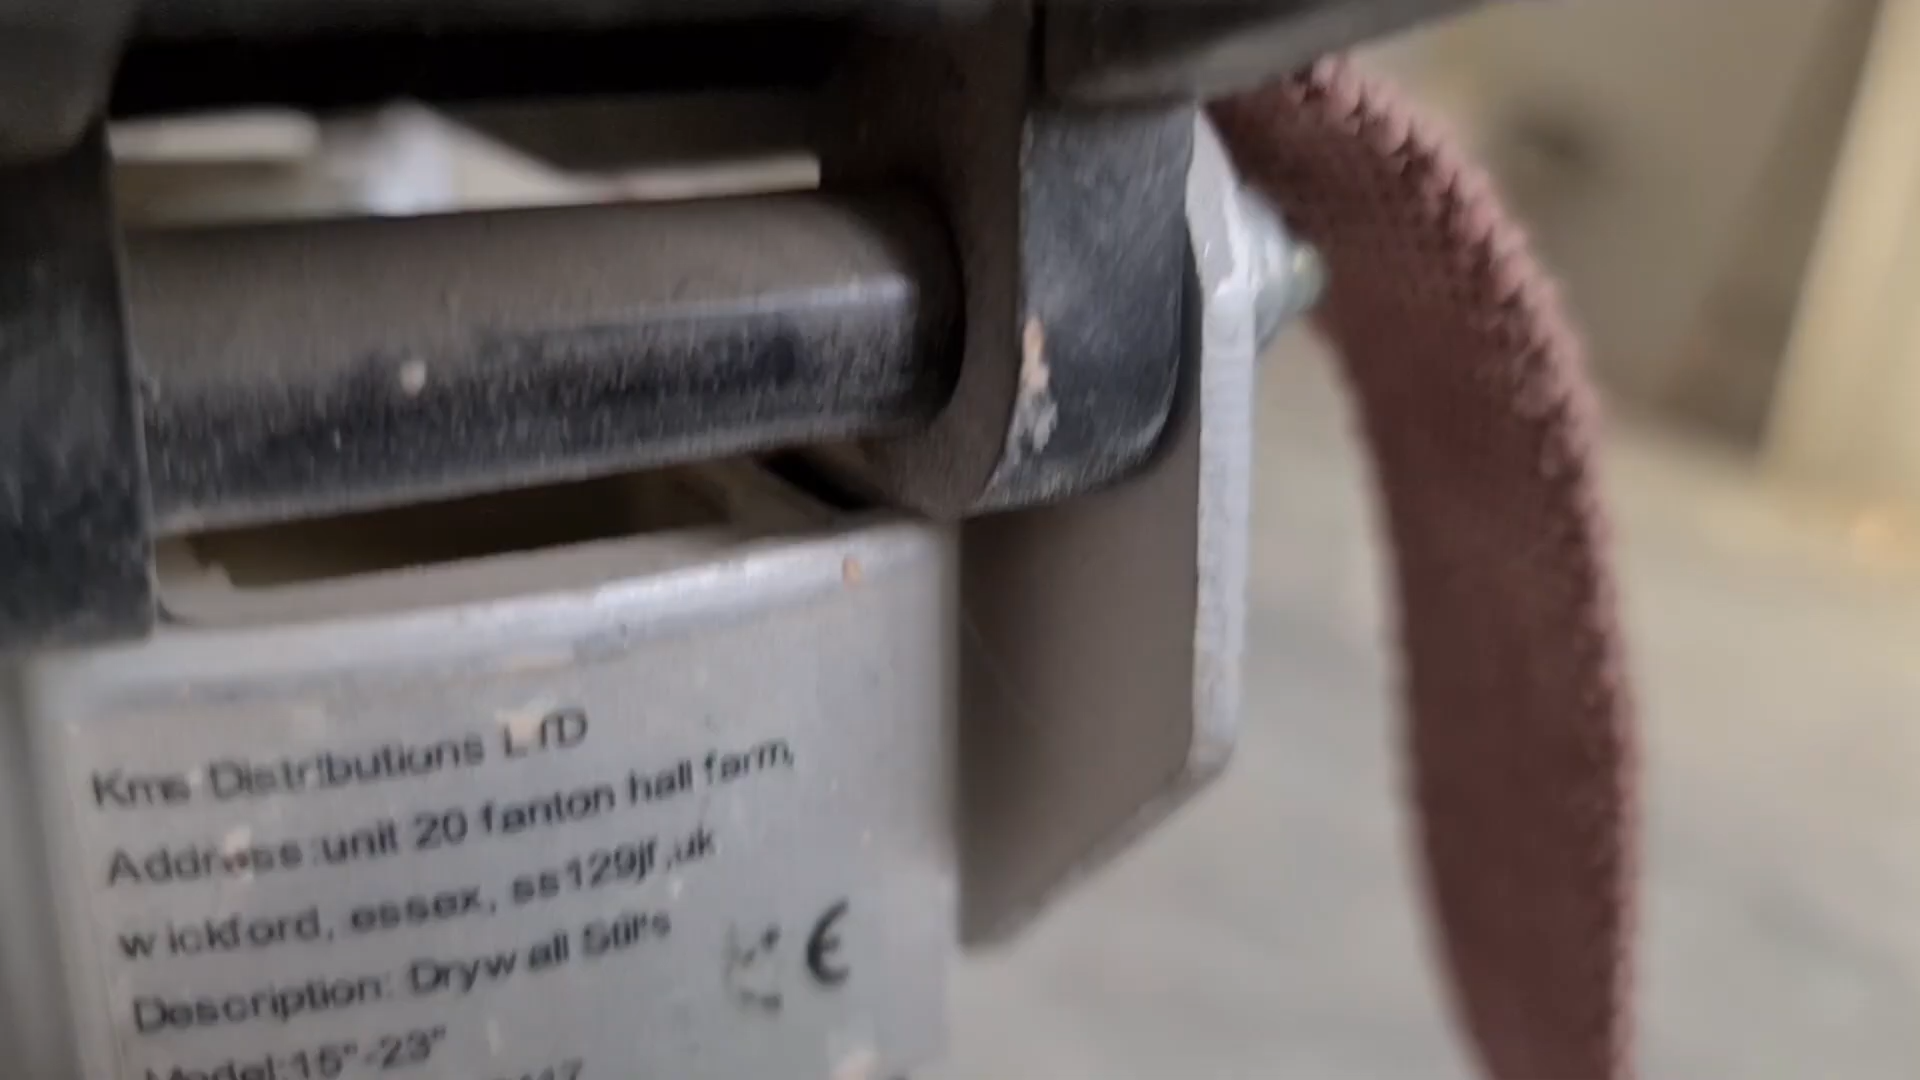 Kms Distributions LTD
Address:unit 20 fanton hall farm,
wickford, essex, ss129jf,uk
Description: Drywall Stilts
Model:15"-23"